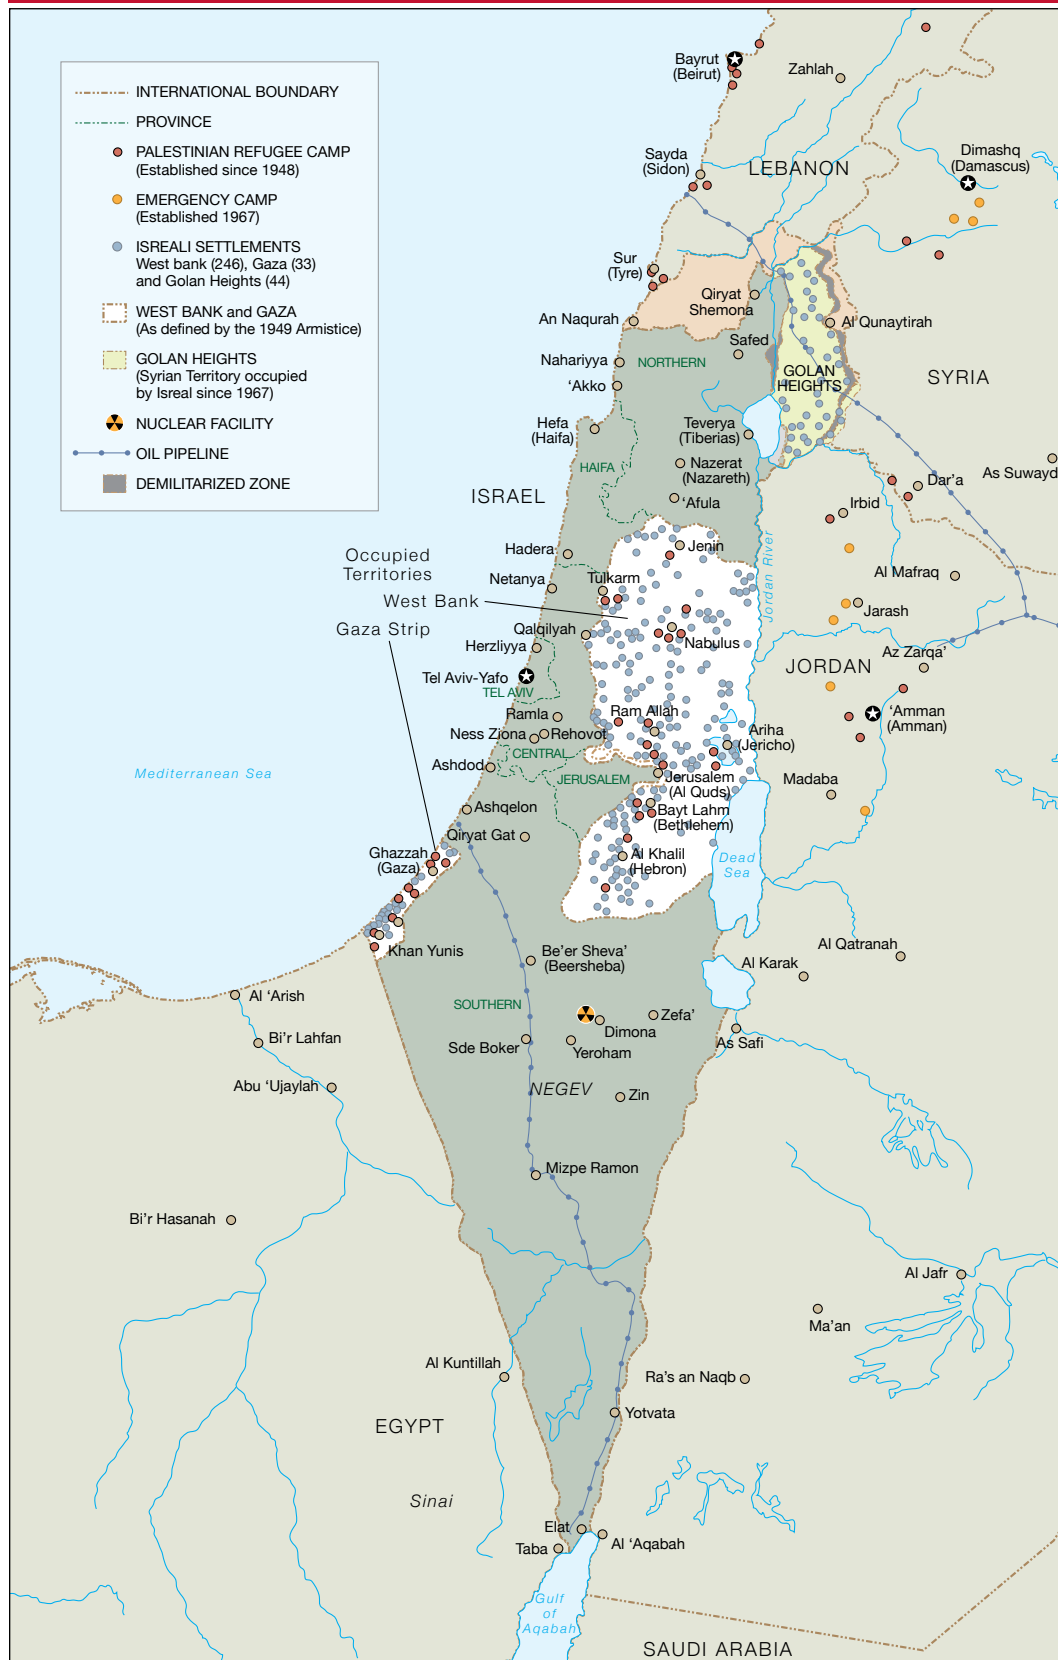 INTERNATIONAL BOUNDARY
PROVINCE
PALESTINIAN REFUGEE CAMP
(Established since 1948)
EMERGENCY CAMP
(Established 1967)
ISREALI SETTLEMENTS
West bank (246), Gaza (33)
and Golan Heights (44)
WEST BANK and GAZA
(As defined by the 1949 Armistice)
GOLAN HEIGHTS
(Syrian Territory occupied
by Isreal since 1967)
NUCLEAR FACILITY
OIL PIPELINE
DEMILITARIZED ZONE
Bayrut
(Beirut)
Zahlah
Dimashq
(Damascus)
Sayda
(Sidon)
LEBANON
Sur
(Tyre)
Qiryat
Shemona
An Naqurah
Al Qunaytirah
Safed
Nahariyya
NORTHERN
GOLAN
HEIGHTS
SYRIA
'Akko
Hefa
(Haifa)
Teverya
(Tiberias)
HAIFA
Nazerat
(Nazareth)
As Suwayd
Dar'a
ISRAEL
'Afula
Irbid
Jenin
Hadera
Occupied
Territories
Jordan River
Al Mafraq
Netanya
Tulkarm
West Bank
Jarash
Gaza Strip
Qalqilyah
Nabulus
Herzliyya
Az Zarqa'
JORDAN
Tel Aviv-Yafo
TEL AVIV
Ramla
Ram Allah
'Amman
(Amman)
Ness Ziona
Rehovot
Ariha
(Jericho)
CENTRAL
Ashdod
JERUSALEM
Jerusalem
(Al Quds)
Madaba
Mediterranean Sea
Ashqelon
Bayt Lahm
(Bethlehem)
Qiryat Gat
Ghazzah
(Gaza)
Al Khalil
(Hebron)
Dead
Sea
Khan Yunis
Be'er Sheva'
(Beersheba)
Al Qatranah
Al Karak
Al 'Arish
SOUTHERN
Dimona
Zefa'
Bi'r Lahfan
Sde Boker
Yeroham
As Safi
Abu 'Ujaylah
NEGEV
Zin
Mizpe Ramon
Bi'r Hasanah
Al Jafr
Ma'an
Al Kuntillah
Ra's an Naqb
Yotvata
EGYPT
Sinai
Elat
Taba
Al 'Aqabah
Gulf
of
Aqabah
SAUDI ARABIA